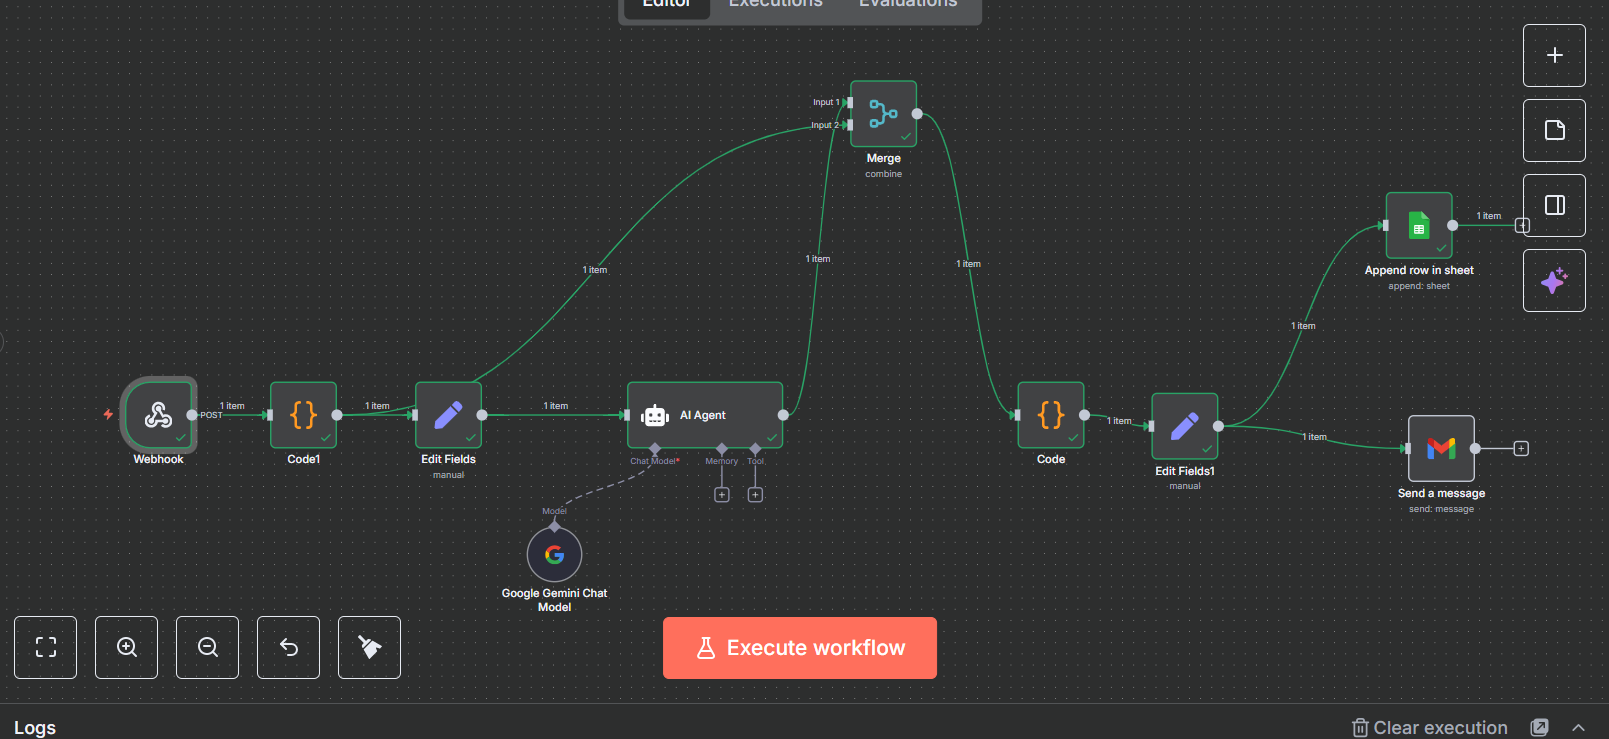 Editor Executions Evaluations
Input 1
Input 2
Merge
combine
1 item
1 item
1 item
1 item
Append row in sheet
append: sheet
1 item
1 item
POST
1 item
1 item
1 item
AI Agent
Chat Model*
Memory
Tool
Webhook
Code1
Edit Fields
manual
Code
1 item
Edit Fields1
manual
Send a message
send: message
Model
Google Gemini Chat
Model
Execute workflow
Logs
Clear execution